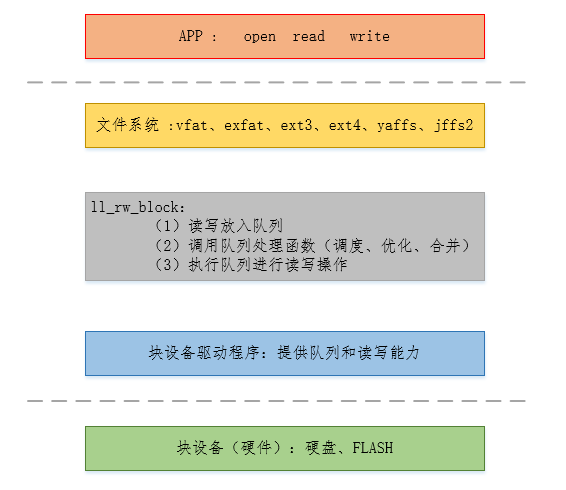 APP： open read write
文件系统：vfat、exfat、ext3、ext4、yaffs、jffs2
ll_rw_block：
（1）读写放入队列
（2）调用队列处理函数（调度、优化、合并）
（3）执行队列进行读写操作
块设备驱动程序：提供队列和读写能力
块设备（硬件）：硬盘、FLASH